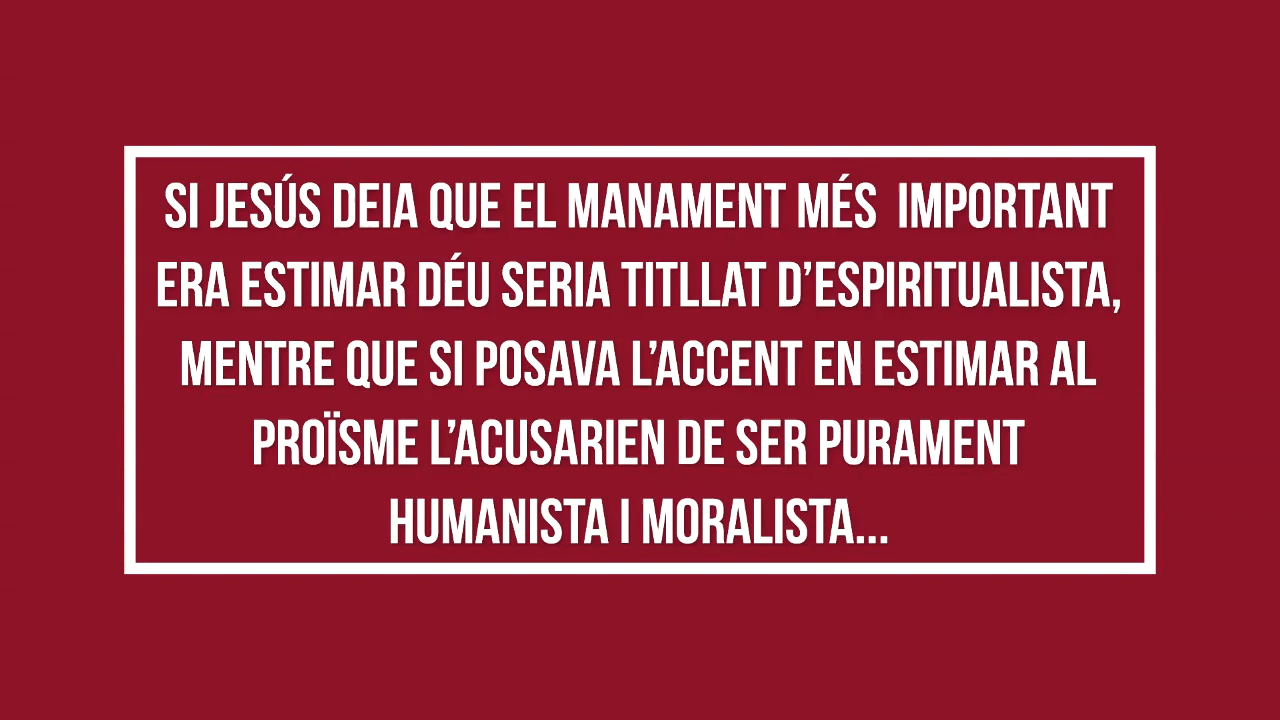 SI JESÚS DEIA QUE EL MANAMENT MÉS IMPORTANT
ERA ESTIMAR DÉU SERIA TITLLAT D’ESPIRITUALISTA,
MENTRE QUE SI POSAVA L’ACCENT EN ESTIMAR AL
PROÏSME L’ACUSARIEN DE SER PURAMENT
HUMANISTA I MORALISTA...